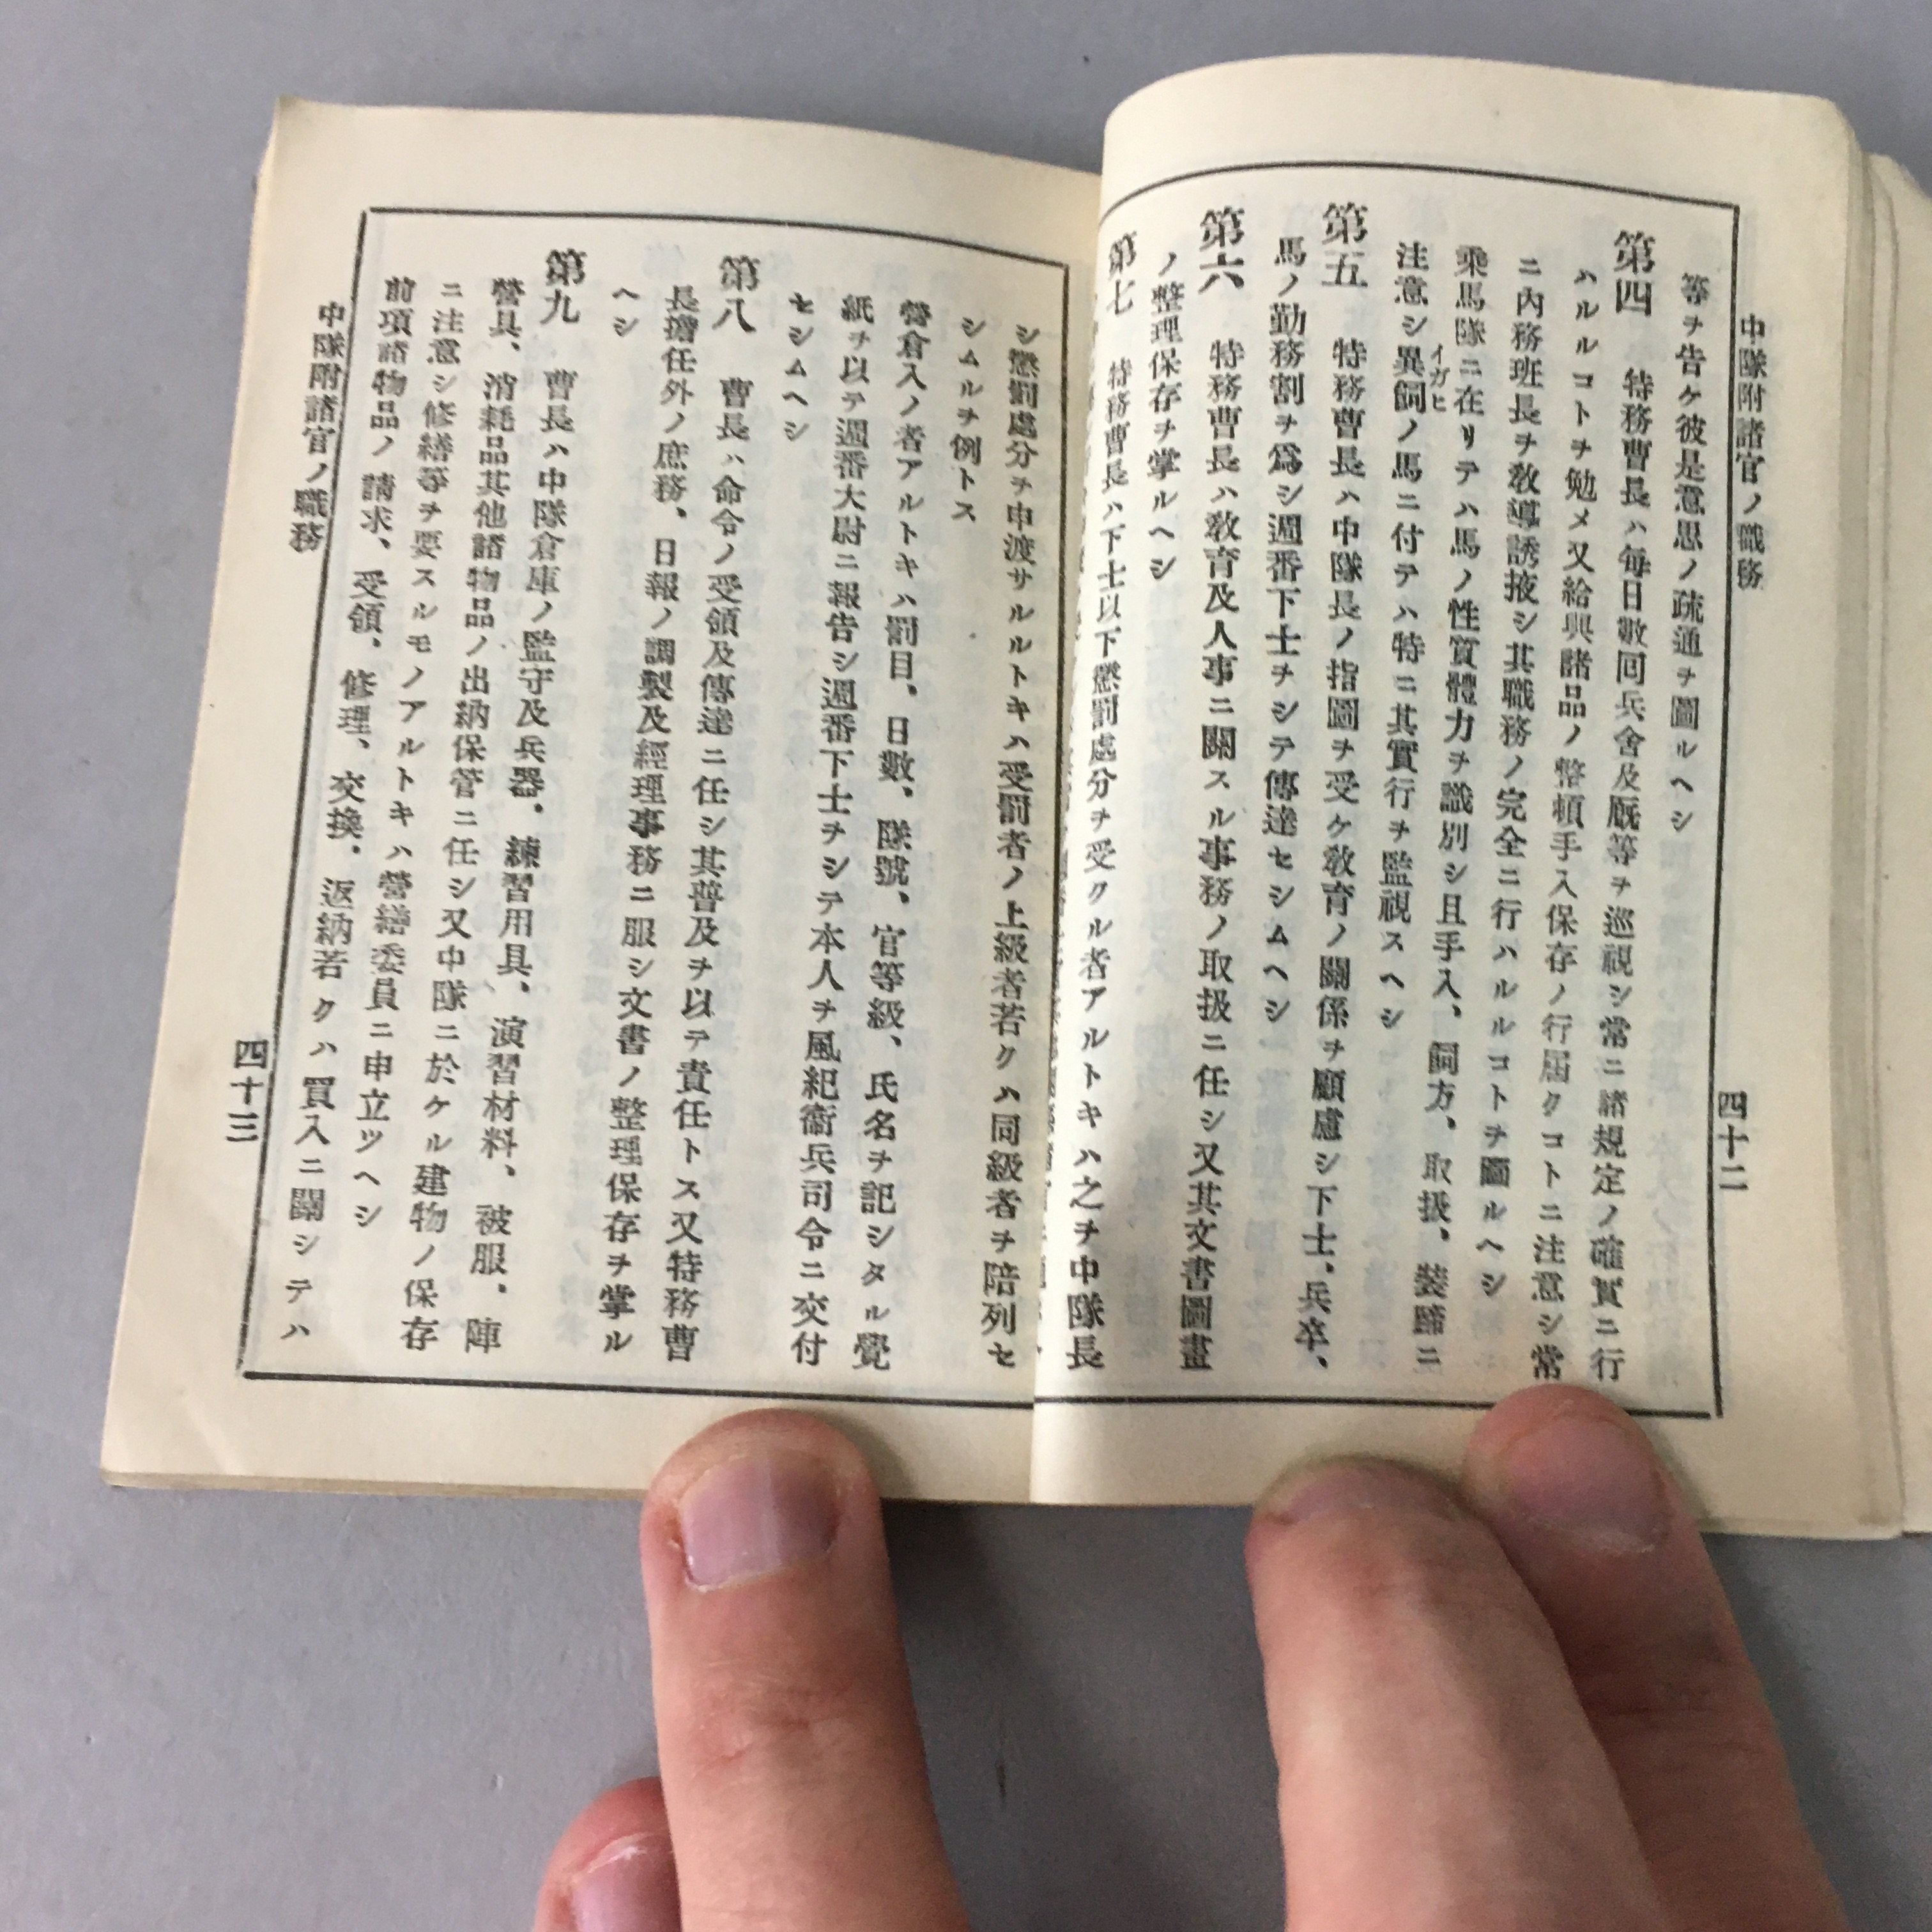 中隊附諸官ノ職務
四十二
等ヲ告ケ彼是意思ノ疏通ヲ圖ルヘシ
第四 特務曹長ハ每日數回兵舍及厩等ヲ巡視シ常ニ諸規定ノ確實ニ行
ハルルコトヲ勉メ又給與諸品ノ整頓手入保存ノ行屆クコトニ注意シ常
ニ內務班長ヲ敎導誘掖シ其職務ノ完全ニ行ハルルコトヲ圖ルヘシ
乘馬隊ニ在リテハ馬ノ性質體力ヲ識別シ且手入、飼方、取扱、裝蹄ニ
注意シ異飼ノ馬ニ付テハ特ニ其實行ヲ監視スヘシ
イガヒ
第五 特務曹長ハ中隊長ノ指圖ヲ受ケ敎育ノ關係ヲ顧慮シ下士、兵卒、
馬ノ勤務割ヲ爲シ週番下士ヲシテ傳達セシムヘシ
第六 特務曹長ハ敎育及人事ニ關スル事務ノ取扱ニ任シ又其文書圖畫
ノ整理保存ヲ掌ルヘシ
第七 特務曹長ハ下士以下懲罰處分ヲ受クル者アルトキハ之ヲ中隊長
シ懲罰處分ヲ申渡サルルトキハ受罰者ノ上級者若クハ同級者ヲ陪列セ
シムルヲ例トス
營倉入ノ者アルトキハ罰目、日數、隊號、官等級、氏名ヲ記シタル覺
紙ヲ以テ週番大尉ニ報告シ週番下士ヲシテ本人ヲ風紀衞兵司令ニ交付
セシムヘシ
第八 曹長ハ命令ノ受領及傳達ニ任シ其普及ヲ以テ責任トス又特務曹
長擔任外ノ庶務、日報ノ調製及經理事務ニ服シ文書ノ整理保存ヲ掌ル
ヘシ
第九 曹長ハ中隊倉庫ノ監守及兵器、練習用具、演習材料、被服、陣
營具、消耗品其他諸物品ノ出納保管ニ任シ又中隊ニ於ケル建物ノ保存
ニ注意シ修繕等ヲ要スルモノアルトキハ營繕委員ニ申立ツヘシ
前項諸物品ノ請求、受領、修理、交換、返納若クハ買入ニ關シテハ
中隊附諸官ノ職務
四十三